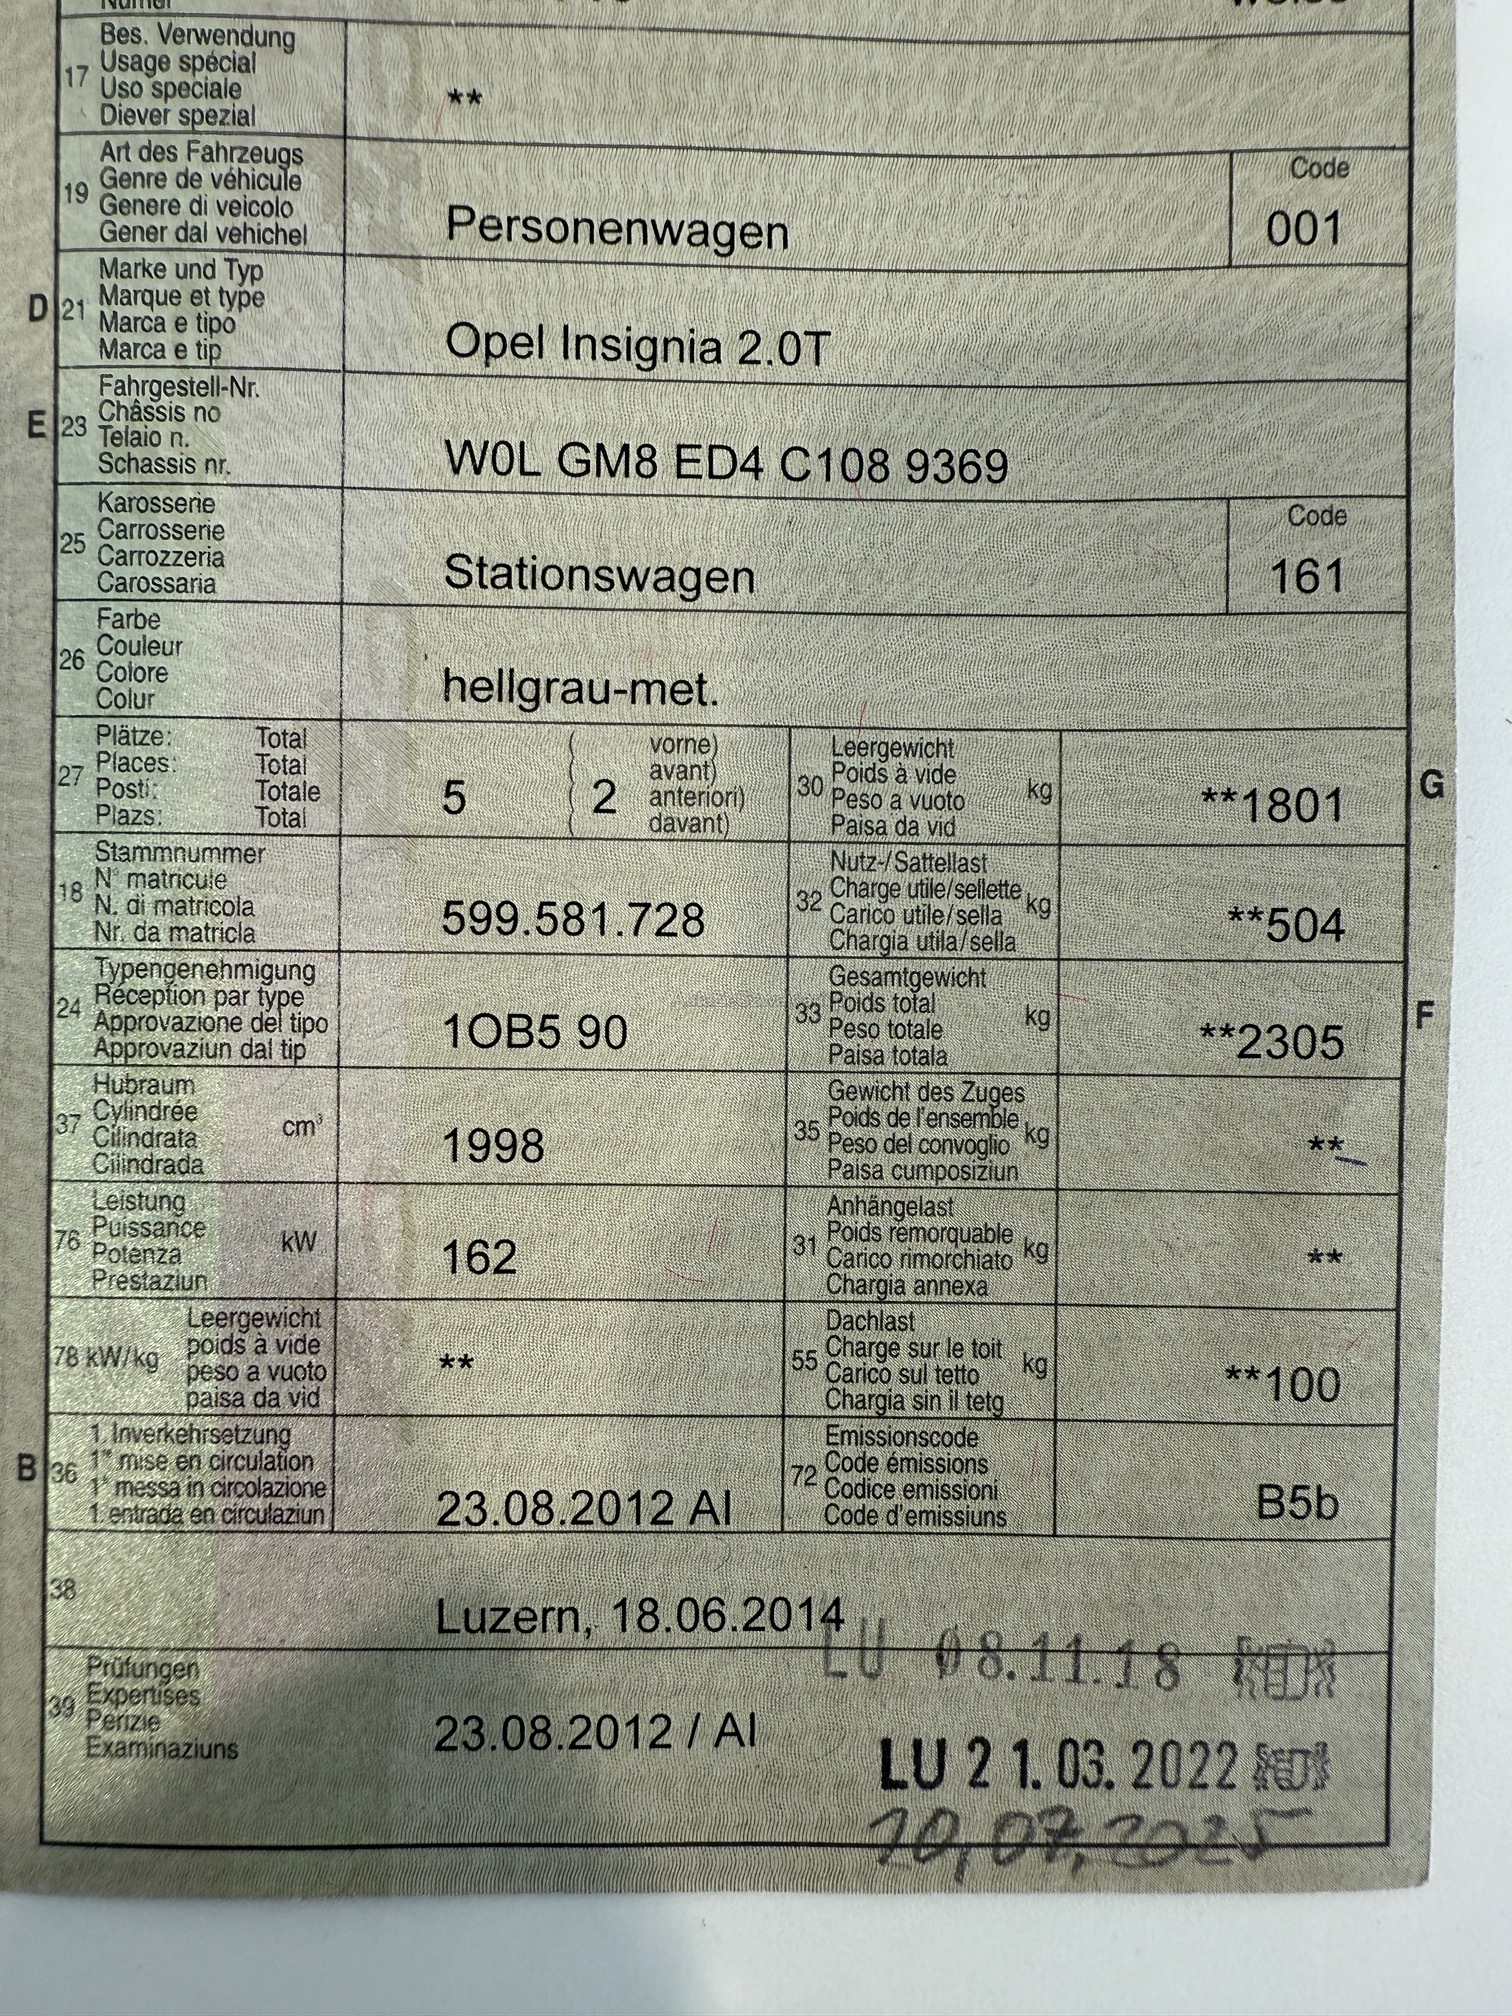 17 Bes. Verwendung
Usage spécial
Uso speciale
Diever spezial
**
19 Art des Fahrzeugs
Genre de véhicule
Genere di veicolo
Gener dal vehichel
Personenwagen
Code
001
D 21 Marke und Typ
Marque et type
Marca e tipo
Marca e tip
Opel Insignia 2.0T
E 23 Fahrgestell-Nr.
Châssis no
Telaio n.
Schassis nr.
W0L GM8 ED4 C108 9369
25 Karosserie
Carrosserie
Carrozzeria
Carossaria
Stationswagen
Code
161
26 Farbe
Couleur
Colore
Colur
hellgrau-met.
27 Plätze: Total
Places: Total
Posti: Totale
Plazs: Total
5
( 2 vorne)
avant)
anteriori)
davant)
30 Leergewicht
Poids à vide
Peso a vuoto
Paisa da vid
kg
**1801
G
18 Stammnummer
N° matricule
N. di matricola
Nr. da matricla
599.581.728
32 Nutz-/Sattellast
Charge utile/sellette
Carico utile/sella
Chargia utila/sella
kg
**504
24 Typengenehmigung
Réception par type
Approvazione del tipo
Approvaziun dal tip
1OB5 90
33 Gesamtgewicht
Poids total
Peso totale
Paisa totala
kg
**2305
F
37 Hubraum
Cylindrée
Cilindrata
Cilindrada
cm³
1998
35 Gewicht des Zuges
Poids de l'ensemble
Peso del convoglio
Paisa cumposiziun
kg
**
76 Leistung
Puissance
Potenza
Prestaziun
kW
162
31 Anhängelast
Poids remorquable
Carico rimorchiato
Chargia annexa
kg
**
78 kW/kg
Leergewicht
poids à vide
peso a vuoto
paisa da vid
**
55 Dachlast
Charge sur le toit
Carico sul tetto
Chargia sin il tetg
kg
**100
B 36 1. Inverkehrsetzung
1re mise en circulation
1a messa in circolazione
1. entrada en circulaziun
23.08.2012 AI
72 Emissionscode
Code émissions
Codice emissioni
Code d'emissiuns
B5b
38
Luzern, 18.06.2014
LU 08.11.18
39 Prüfungen
Expertises
Perizie
Examinaziuns
23.08.2012 / AI
LU 21.03.2022
10,07,2025